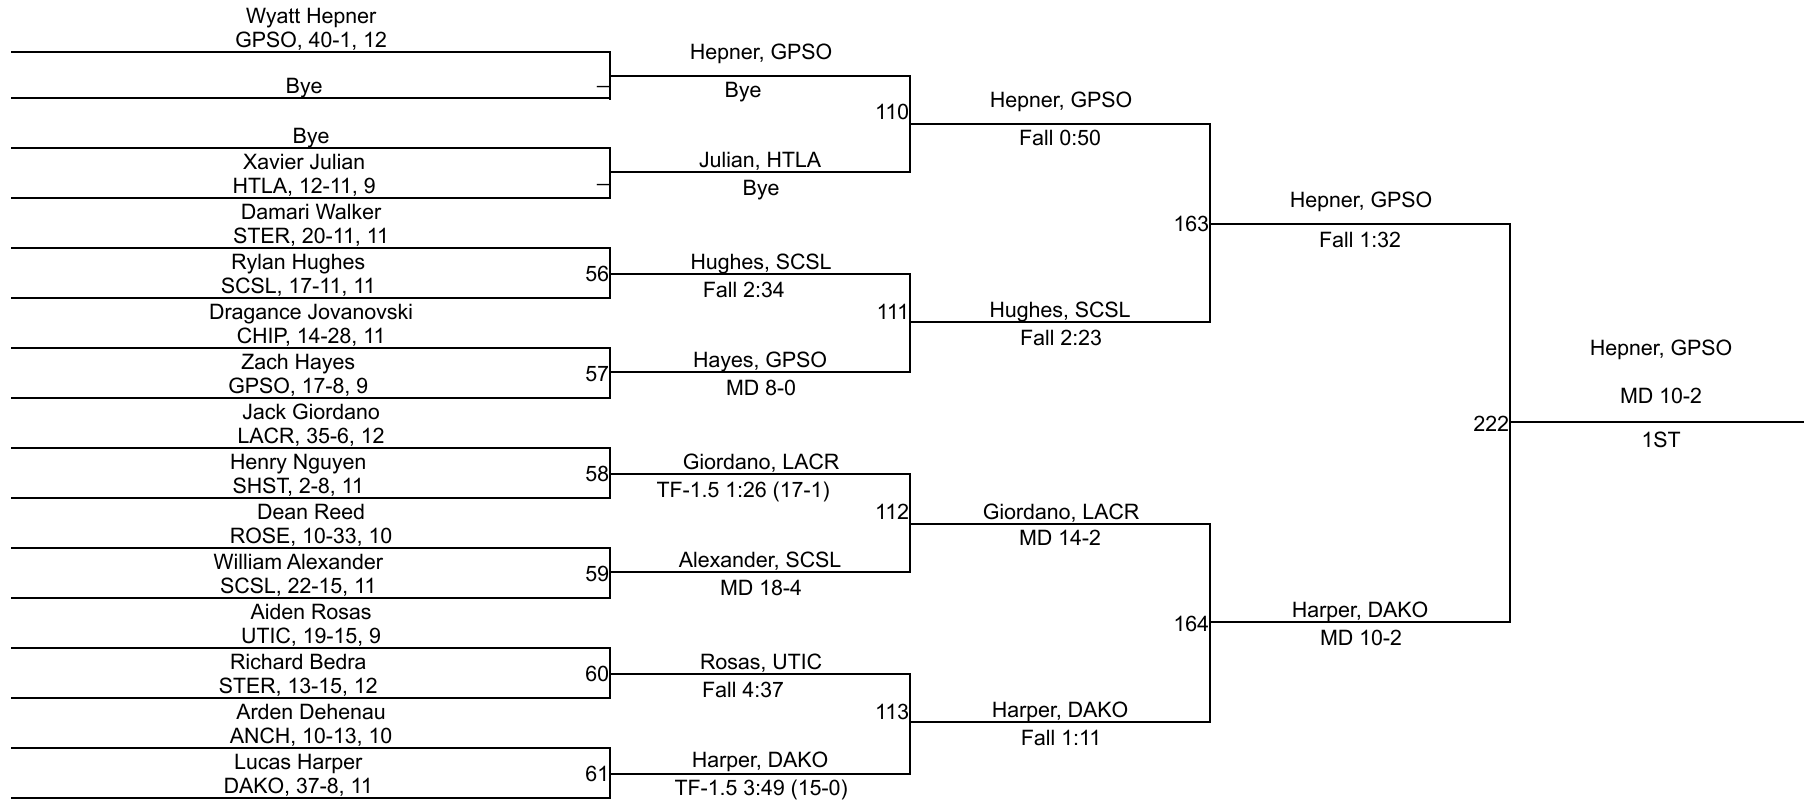 Wyatt Hepner
GPSO, 40-1, 12
Bye
Bye
Xavier Julian
HTLA, 12-11, 9
Damari Walker
STER, 20-11, 11
Rylan Hughes
SCSL, 17-11, 11
Dragance Jovanovski
CHIP, 14-28, 11
Zach Hayes
GPSO, 17-8, 9
Jack Giordano
LACR, 35-6, 12
Henry Nguyen
SHST, 2-8, 11
Dean Reed
ROSE, 10-33, 10
William Alexander
SCSL, 22-15, 11
Aiden Rosas
UTIC, 19-15, 9
Richard Bedra
STER, 13-15, 12
Arden Dehenau
ANCH, 10-13, 10
Lucas Harper
DAKO, 37-8, 11
56
57
58
59
60
61
Hepner, GPSO
Bye
Julian, HTLA
Bye
Hughes, SCSL
Fall 2:34
Hayes, GPSO
MD 8-0
Giordano, LACR
TF-1.5 1:26 (17-1)
Alexander, SCSL
MD 18-4
Rosas, UTIC
Fall 4:37
Harper, DAKO
TF-1.5 3:49 (15-0)
110
111
112
113
Hepner, GPSO
Fall 0:50
Hughes, SCSL
Fall 2:23
Giordano, LACR
MD 14-2
Harper, DAKO
Fall 1:11
163
164
Hepner, GPSO
Fall 1:32
Harper, DAKO
MD 10-2
222
Hepner, GPSO
MD 10-2
1ST